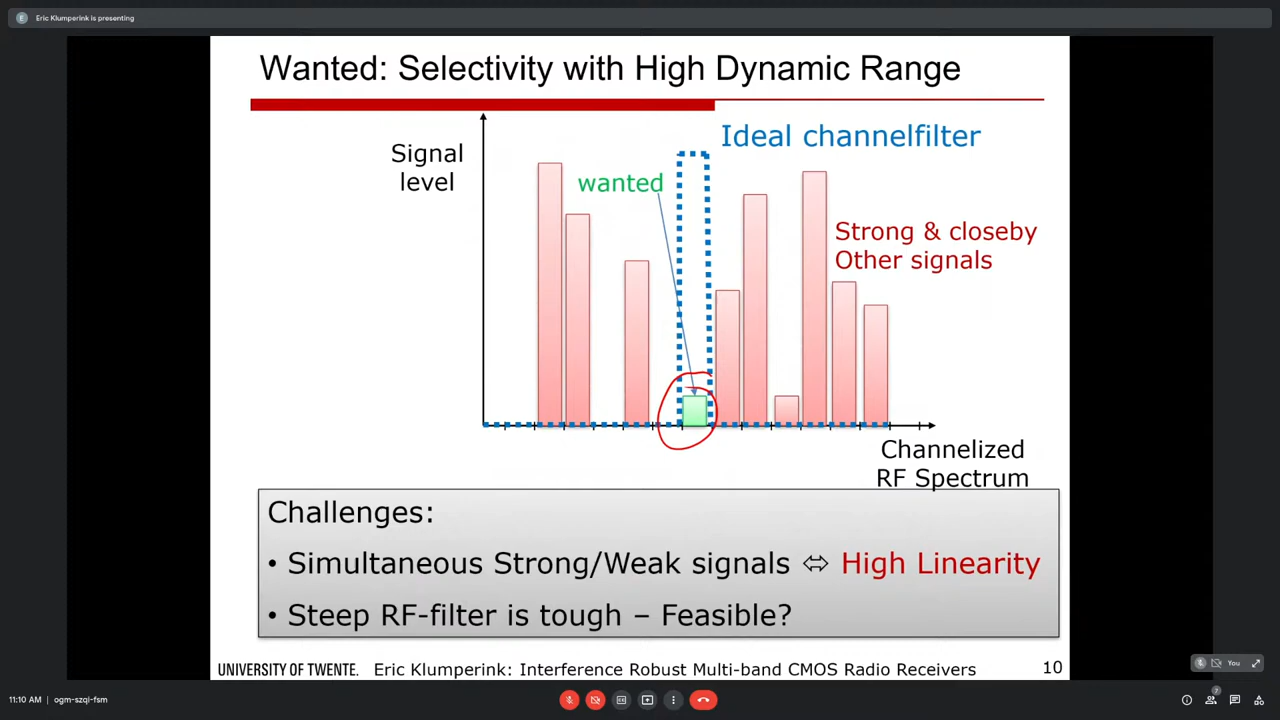 E
Eric Klumperink is presenting
Wanted: Selectivity with High Dynamic Range
Signal
level
wanted
Ideal channelfilter
Strong & closeby
Other signals
Channelized
RF Spectrum
Challenges:
• Simultaneous Strong/Weak signals ⬄ High Linearity
• Steep RF-filter is tough – Feasible?
UNIVERSITY OF TWENTE. Eric Klumperink: Interference Robust Multi-band CMOS Radio Receivers 10
You
11:10 AM | ogm-szqi-fsm
7